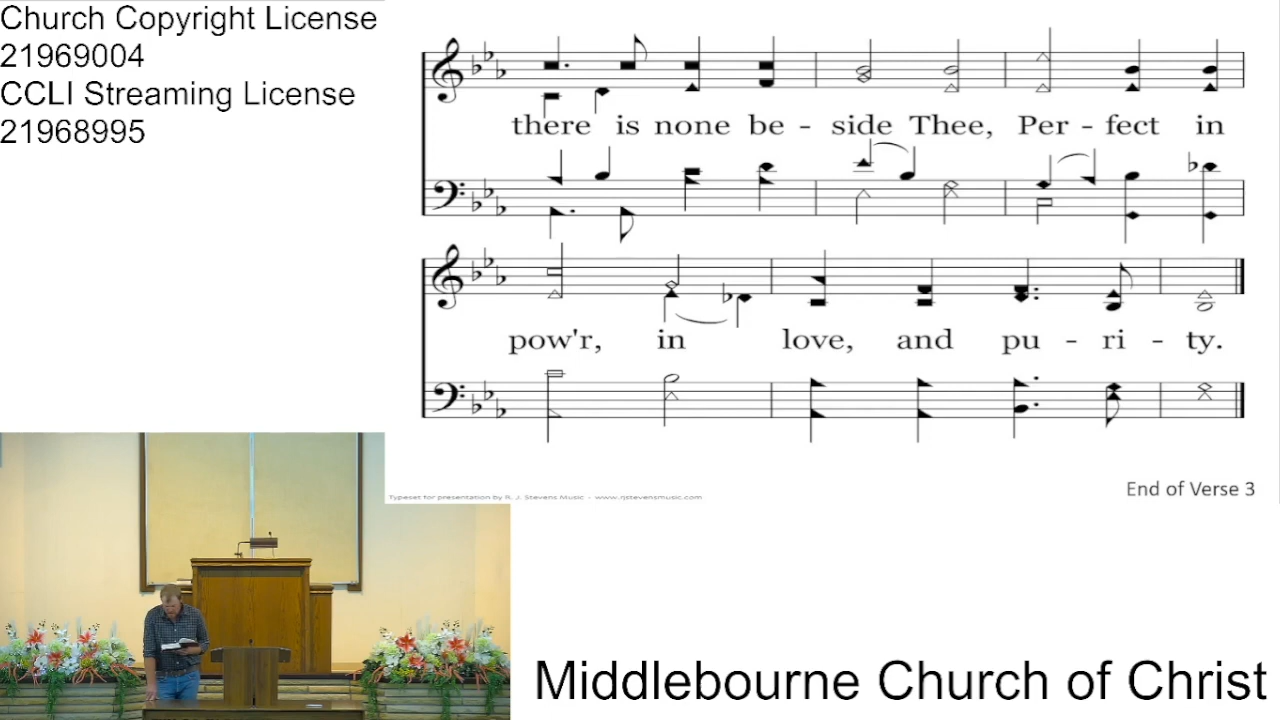 Church Copyright License
21969004
CCLI Streaming License
21968995
there is none be - side Thee, Per - fect in
pow'r, in love, and pu - ri - ty.
Typeset for presentation by R. J. Stevens Music - www.rjstevensmusic.com
End of Verse 3
Middlebourne Church of Christ